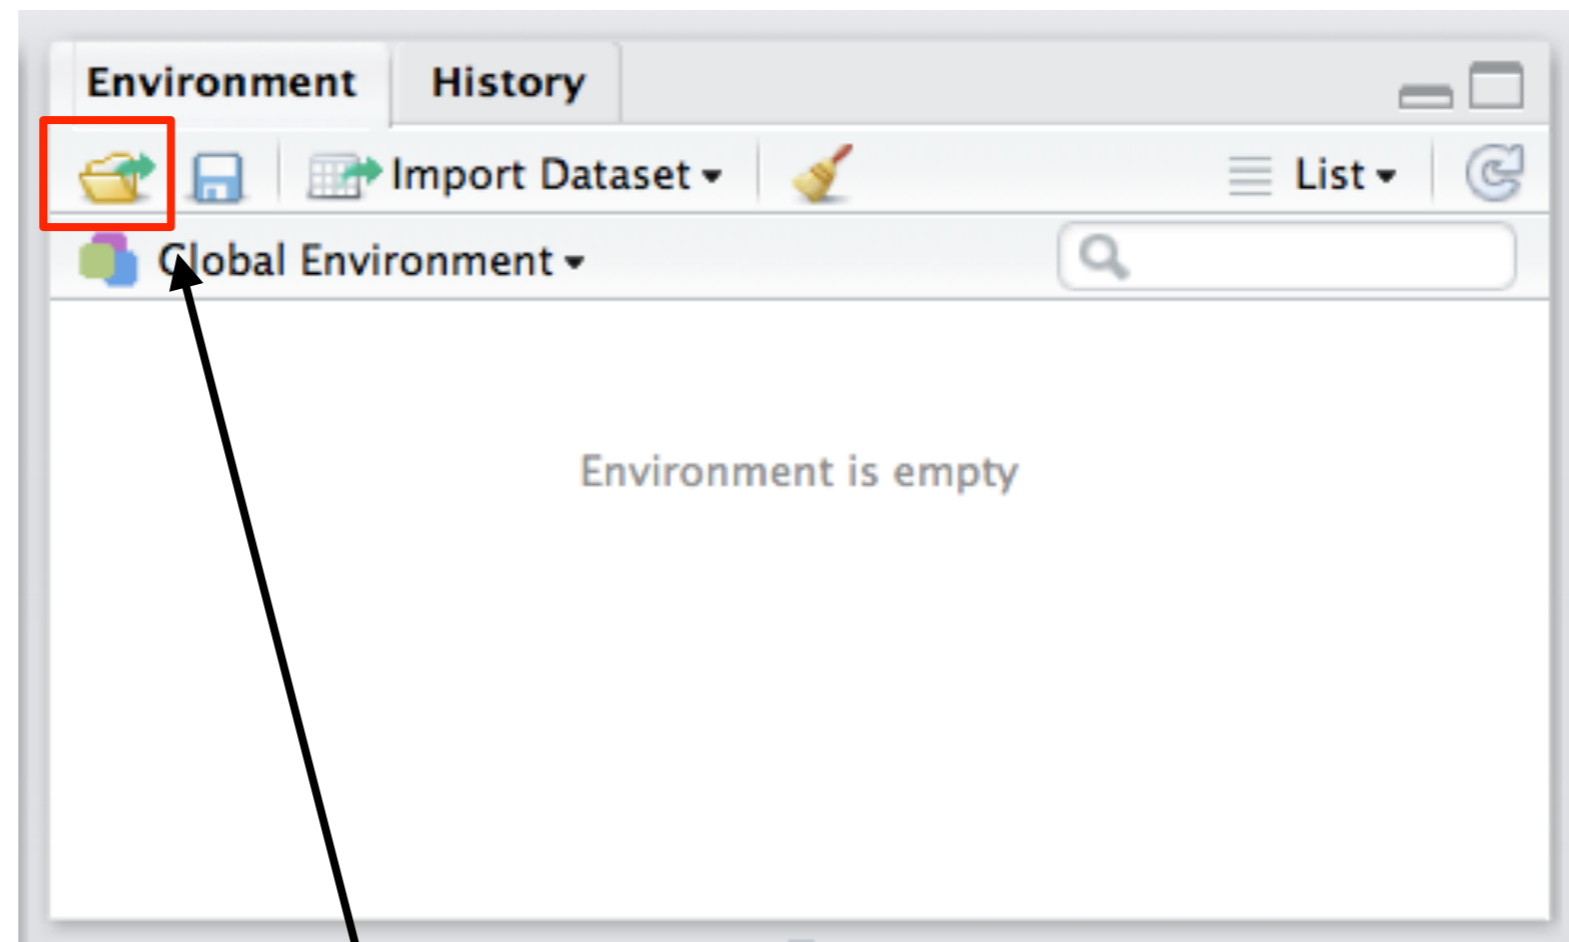 Environment History
Import Dataset List
Global Environment
Environment is empty